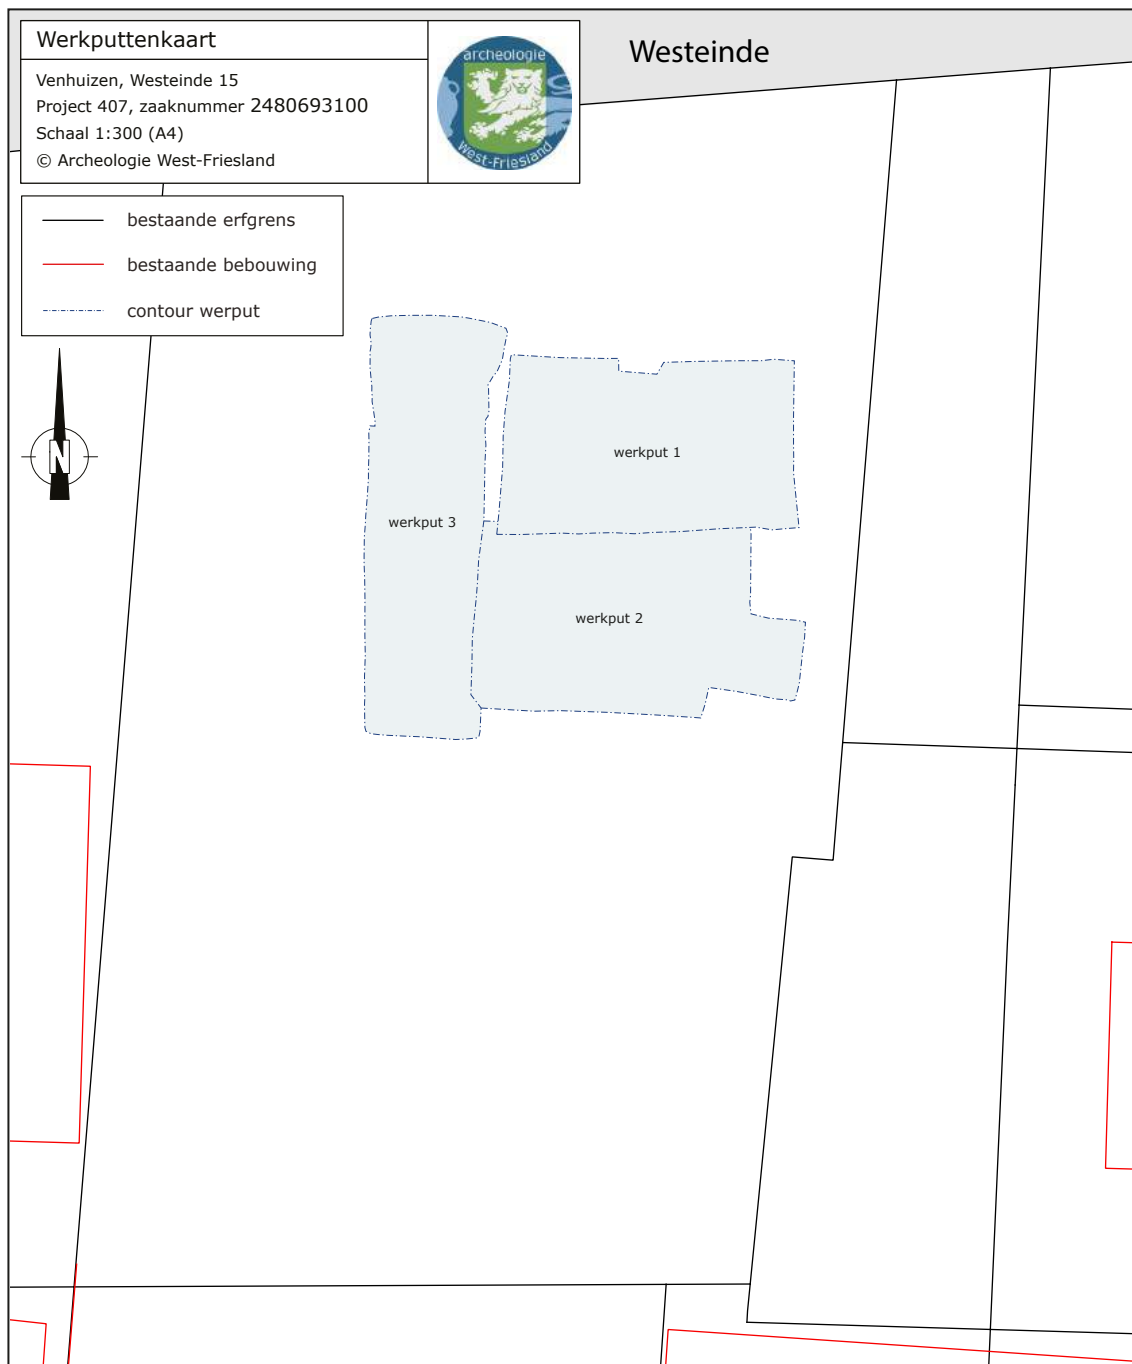 Werkputtenkaart
Venhuizen, Westeinde 15
Project 407, zaaknummer 2480693100
Schaal 1:300 (A4)
© Archeologie West-Friesland
archeologie
West-Friesland
Westeinde
bestaande erfgrens
bestaande bebouwing
contour werput
N
werkput 1
werkput 3
werkput 2